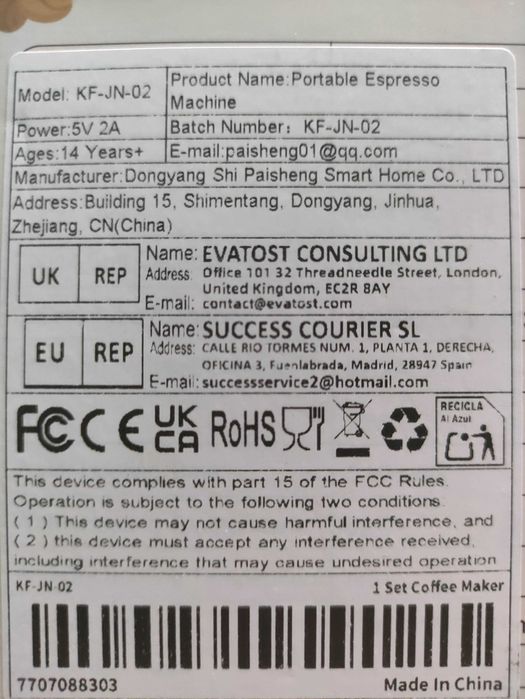 Model: KF-JN-02
Product Name:Portable Espresso
Machine
Power:5V 2A
Batch Number: KF-JN-02
Ages:14 Years+
E-mail:paisheng01@qq.com
Manufacturer:Dongyang Shi Paisheng Smart Home Co., LTD
Address:Building 15, Shimentang, Dongyang, Jinhua,
Zhejiang, CN(China)
UK REP
Name: EVATOST CONSULTING LTD
Address: Office 101 32 Threadneedle Street, London,
United Kingdom, EC2R 8AY
E-mail: contact@evatost.com
EU REP
Name: SUCCESS COURIER SL
Address: CALLE RIO TORMES NUM. 1, PLANTA 1, DERECHA,
OFICINA 3, Fuenlabrada, Madrid, 28947 Spain
E-mail: successservice2@hotmail.com
FCC CE UK
CA RoHS
RECICLA
Al Azul
This device complies with part 15 of the FCC Rules.
Operation is subject to the following two conditions.
( 1 ) This device may not cause harmful interference, and
( 2 ) this device must accept any interference received,
including interference that may cause undesired operation
KF-JN-02
1 Set Coffee Maker
7707088303
Made In China